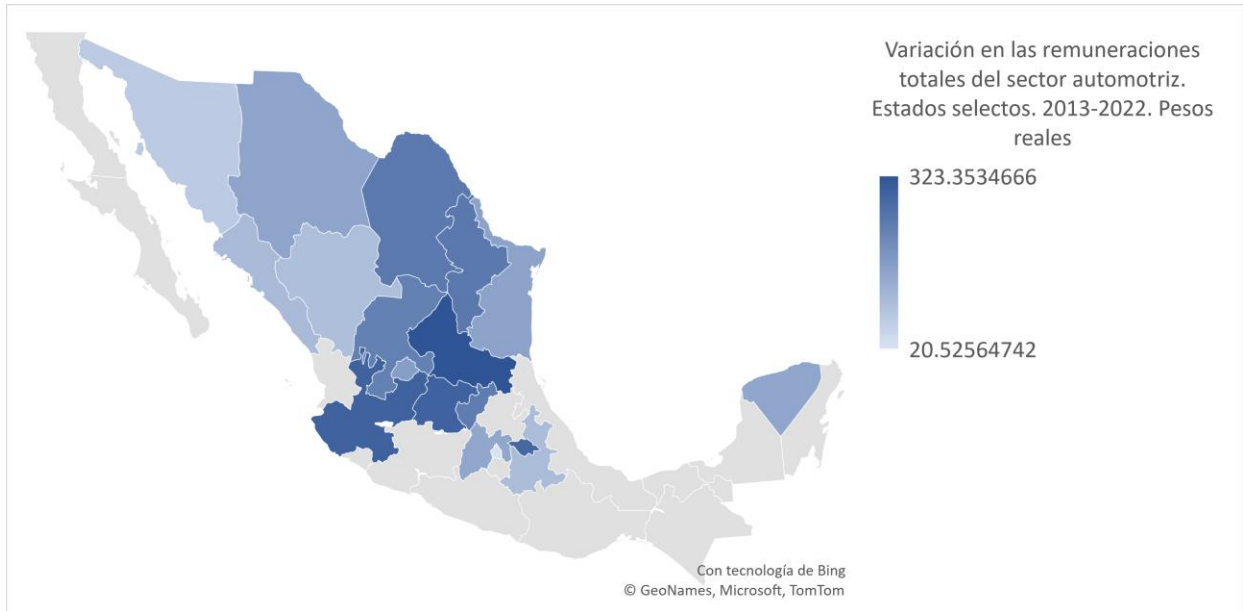 Variación en las remuneraciones
totales del sector automotriz.
Estados selectos. 2013-2022. Pesos
reales
323.3534666
20.52564742
Con tecnología de Bing
© GeoNames, Microsoft, TomTom